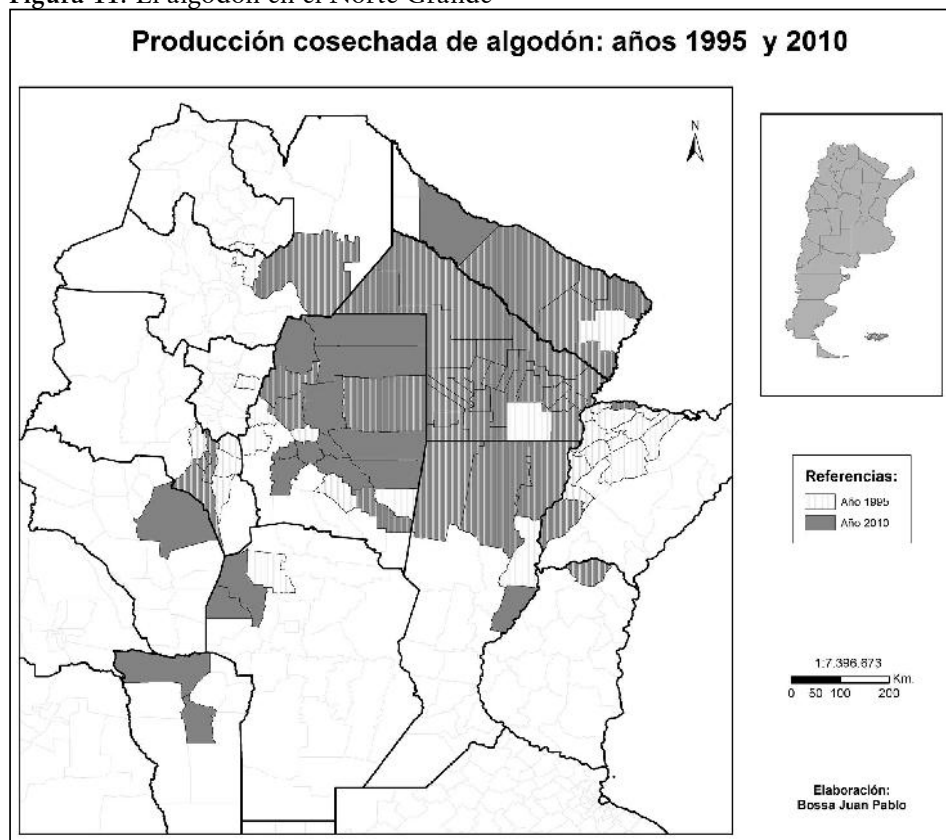 Figura 11. El algodón en el Norte Grande
Producción cosechada de algodón: años 1995 y 2010
N
Referencias:
Año 1995
Año 2010
1:7.396.673
Km.
0 50 100 200
Elaboración:
Bossa Juan Pablo